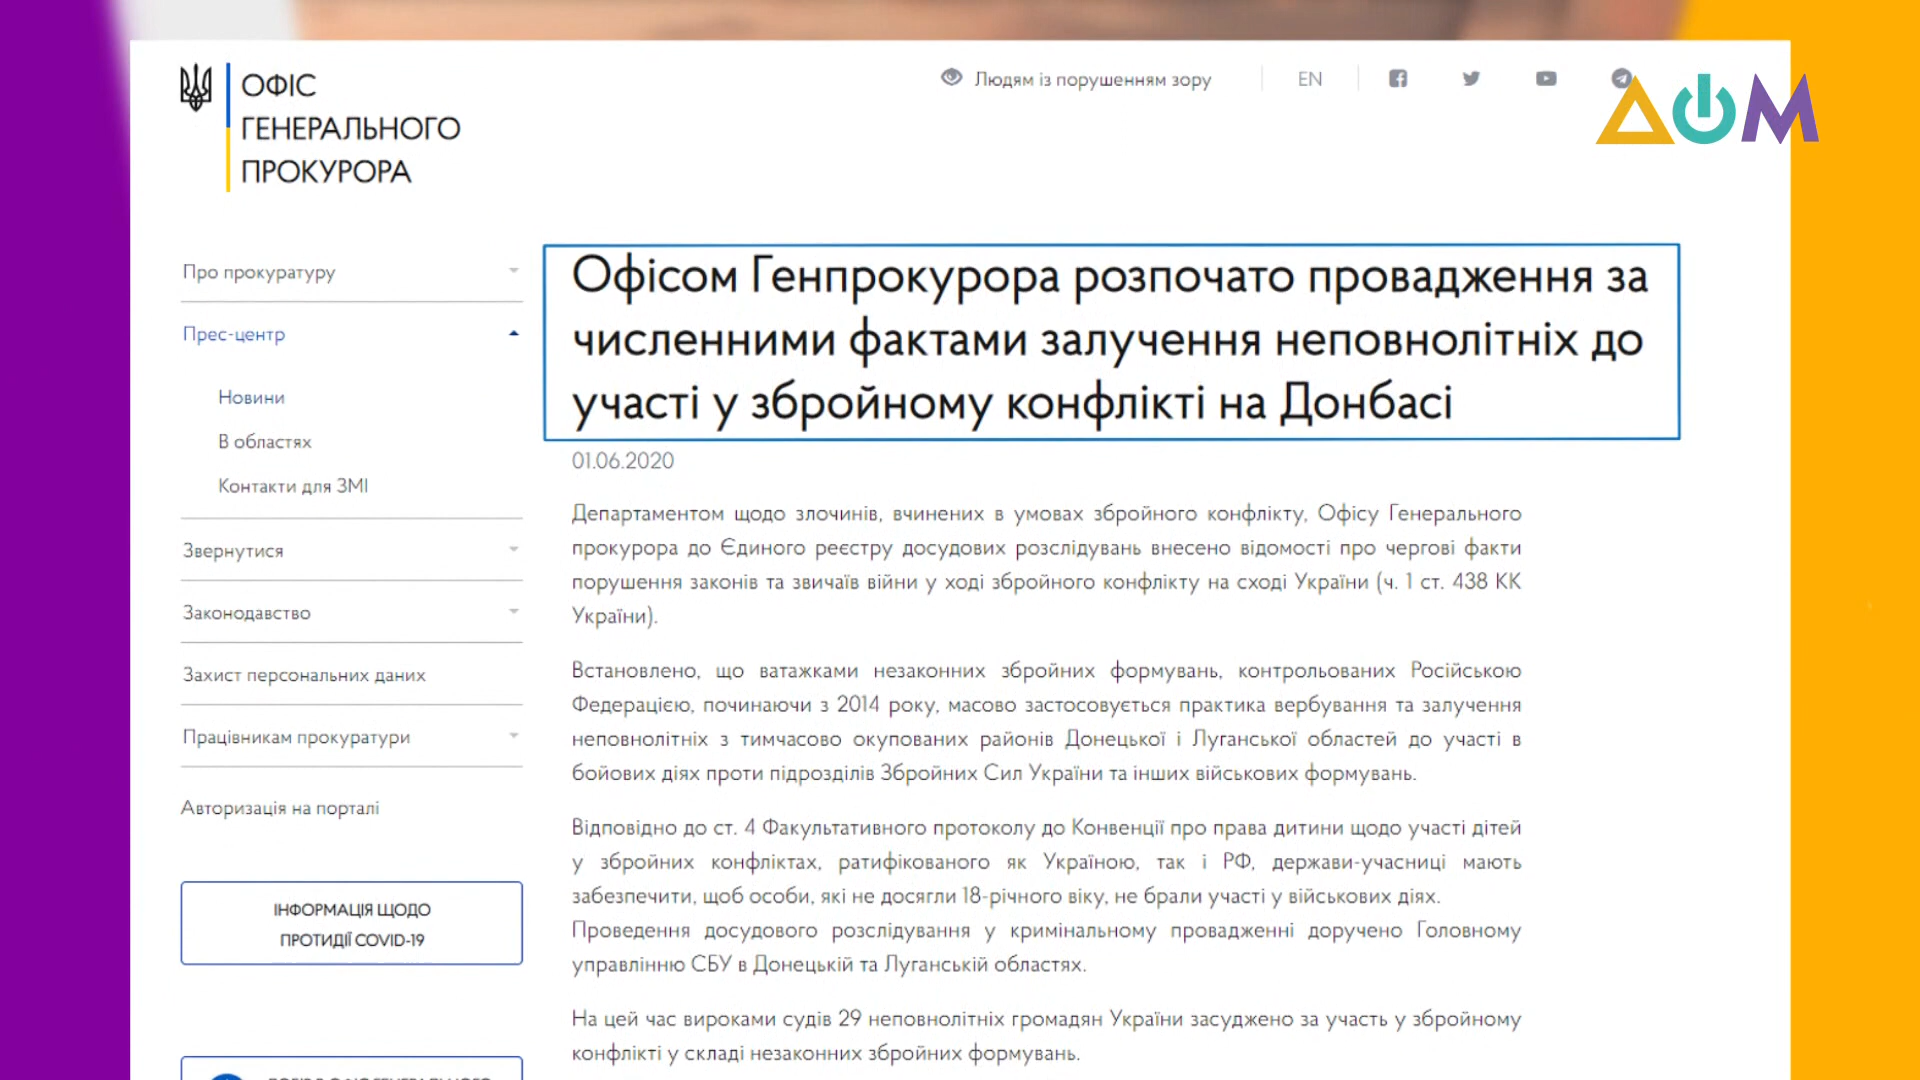 ОФІС
ГЕНЕРАЛЬНОГО
ПРОКУРОРА
Людям із порушенням зору
EN
ДОМ
Про прокуратуру
Прес-центр
Новини
В областях
Контакти для ЗМІ
Звернутися
Законодавство
Захист персональних даних
Працівникам прокуратури
Авторизація на порталі
ІНФОРМАЦІЯ ЩОДО
ПРОТИДІЇ COVID-19
Офісом Генпрокурора розпочато провадження за
численними фактами залучення неповнолітніх до
участі у збройному конфлікті на Донбасі
01.06.2020
Департаментом щодо злочинів, вчинених в умовах збройного конфлікту, Офісу Генерального
прокурора до Єдиного реєстру досудових розслідувань внесено відомості про чергові факти
порушення законів та звичаїв війни у ході збройного конфлікту на сході України (ч. 1 ст. 438 КК
України).
Встановлено, що ватажками незаконних збройних формувань, контрольованих Російською
Федерацією, починаючи з 2014 року, масово застосовується практика вербування та залучення
неповнолітніх з тимчасово окупованих районів Донецької і Луганської областей до участі в
бойових діях проти підрозділів Збройних Сил України та інших військових формувань.
Відповідно до ст. 4 Факультативного протоколу до Конвенції про права дитини щодо участі дітей
у збройних конфліктах, ратифікованого як Україною, так і РФ, держави-учасниці мають
забезпечити, щоб особи, які не досягли 18-річного віку, не брали участі у військових діях.
Проведення досудового розслідування у кримінальному провадженні доручено Головному
управлінню СБУ в Донецькій та Луганській областях.
На цей час вироками судів 29 неповнолітніх громадян України засуджено за участь у збройному
конфлікті у складі незаконних збройних формувань.